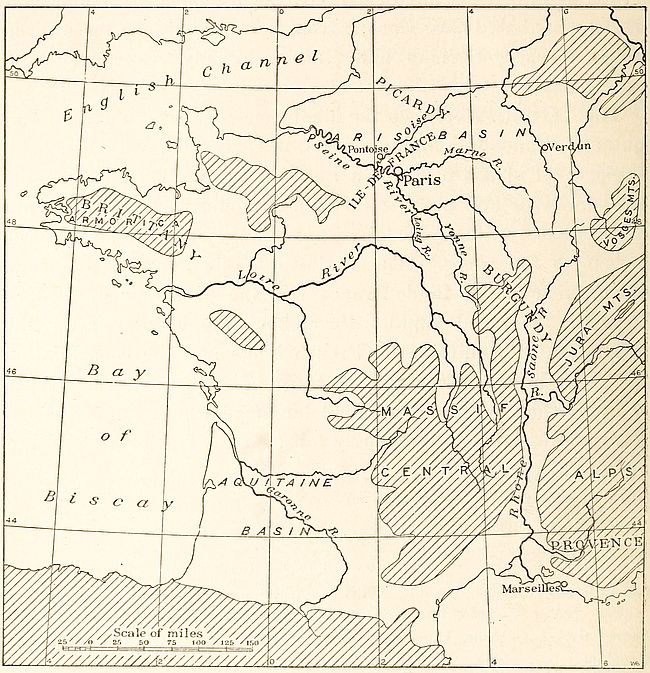 4
2
0
2
4
6
50
50
English Channel
PICARDY
PARIS BASIN
Oise
Pontoise
Seine
ILE-DE-FRANCE
Marne R.
Verdun
Paris
River
Loing R.
Yonne R.
VOSGES MTS.
48
48
BRITTANY
ARMORICA
Loire River
BURGUNDY
Saône R.
JURA MTS.
46
46
Bay
of
Biscay
R.
MASSIF
CENTRAL
Rhone
ALPS
AQUITAINE
BASIN
Garonne R.
44
44
PROVENCE
Marseilles
Scale of miles
25 0 25 50 75 100 125 150
4
2
0
2
4
6